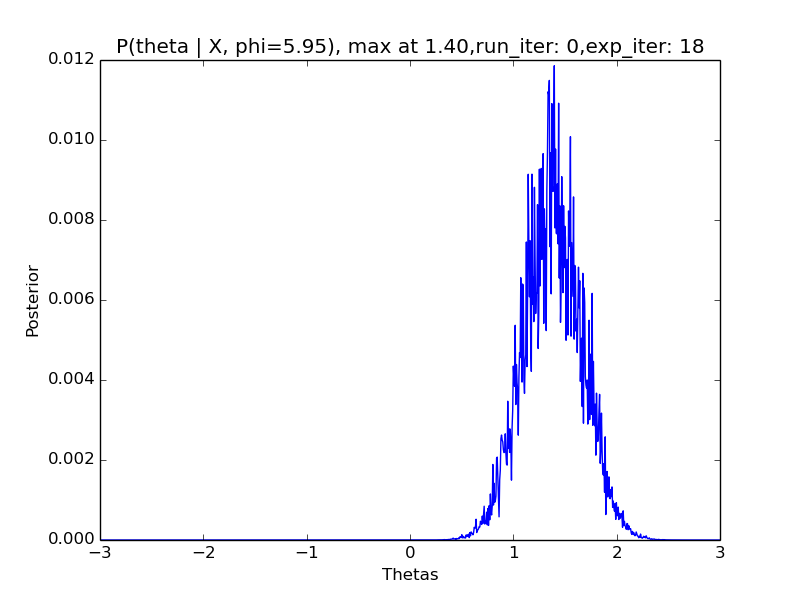 P(theta | X, phi=5.95), max at 1.40,run_iter: 0,exp_iter: 18
0.012
0.010
0.008
0.006
0.004
0.002
0.000
Posterior
−3 −2 −1 0 1 2 3
Thetas